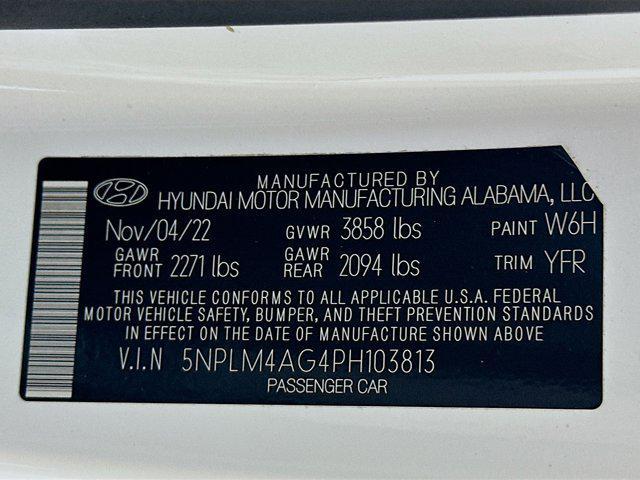 MANUFACTURED BY
HYUNDAI MOTOR MANUFACTURING ALABAMA, LLC
Nov/04/22 GVWR 3858 lbs PAINT W6H
GAWR FRONT 2271 lbs GAWR REAR 2094 lbs TRIM YFR
THIS VEHICLE CONFORMS TO ALL APPLICABLE U.S.A. FEDERAL
MOTOR VEHICLE SAFETY, BUMPER, AND THEFT PREVENTION STANDARDS
IN EFFECT ON THE DATE OF MANUFACTURE SHOWN ABOVE
V.I.N 5NPLM4AG4PH103813
PASSENGER CAR